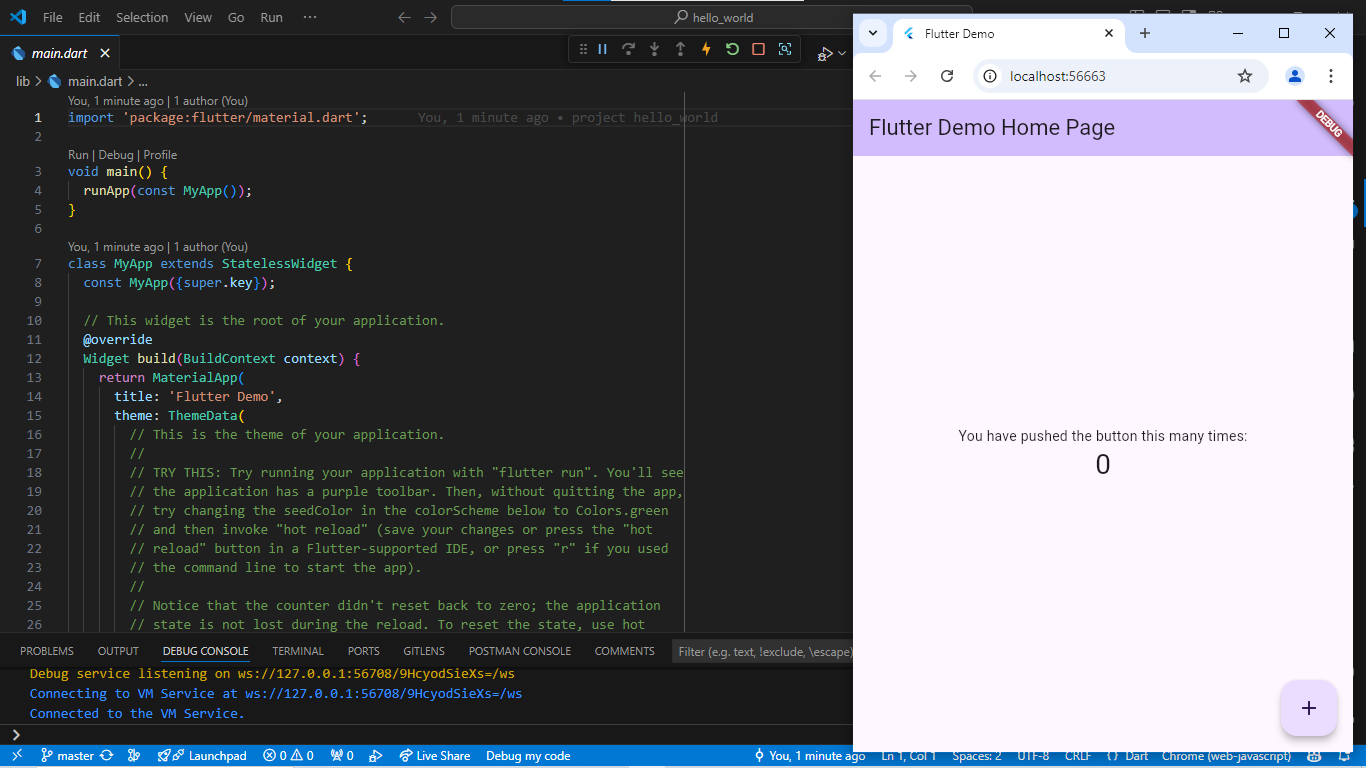 File Edit Selection View Go Run ···
hello_world
main.dart
lib > main.dart > ...
You, 1 minute ago | 1 author (You)
1 import 'package:flutter/material.dart'; You, 1 minute ago • project hello_world
2
Run | Debug | Profile
3 void main() {
4 runApp(const MyApp());
5 }
6
You, 1 minute ago | 1 author (You)
7 class MyApp extends StatelessWidget {
8 const MyApp({super.key});
9
10 // This widget is the root of your application.
11 @override
12 Widget build(BuildContext context) {
13 return MaterialApp(
14 title: 'Flutter Demo',
15 theme: ThemeData(
16 // This is the theme of your application.
17 //
18 // TRY THIS: Try running your application with "flutter run". You'll see
19 // the application has a purple toolbar. Then, without quitting the app,
20 // try changing the seedColor in the colorScheme below to Colors.green
21 // and then invoke "hot reload" (save your changes or press the "hot
22 // reload" button in a Flutter-supported IDE, or press "r" if you used
23 // the command line to start the app).
24 //
25 // Notice that the counter didn't reset back to zero; the application
26 // state is not lost during the reload. To reset the state, use hot
PROBLEMS OUTPUT DEBUG CONSOLE TERMINAL PORTS GITLENS POSTMAN CONSOLE COMMENTS Filter (e.g. text, !exclude, \escape)
Debug service listening on ws://127.0.0.1:56708/9HcyodSieXs=/ws
Connecting to VM Service at ws://127.0.0.1:56708/9HcyodSieXs=/ws
Connected to the VM Service.
>
master Launchpad 0 0 0 Live Share Debug my code You, 1 minute ago Ln 1, Col 1 Spaces: 2 UTF-8 CRLF {} Dart Chrome (web-javascript)
Flutter Demo
localhost:56663
Flutter Demo Home Page
DEBUG
You have pushed the button this many times:
0
+